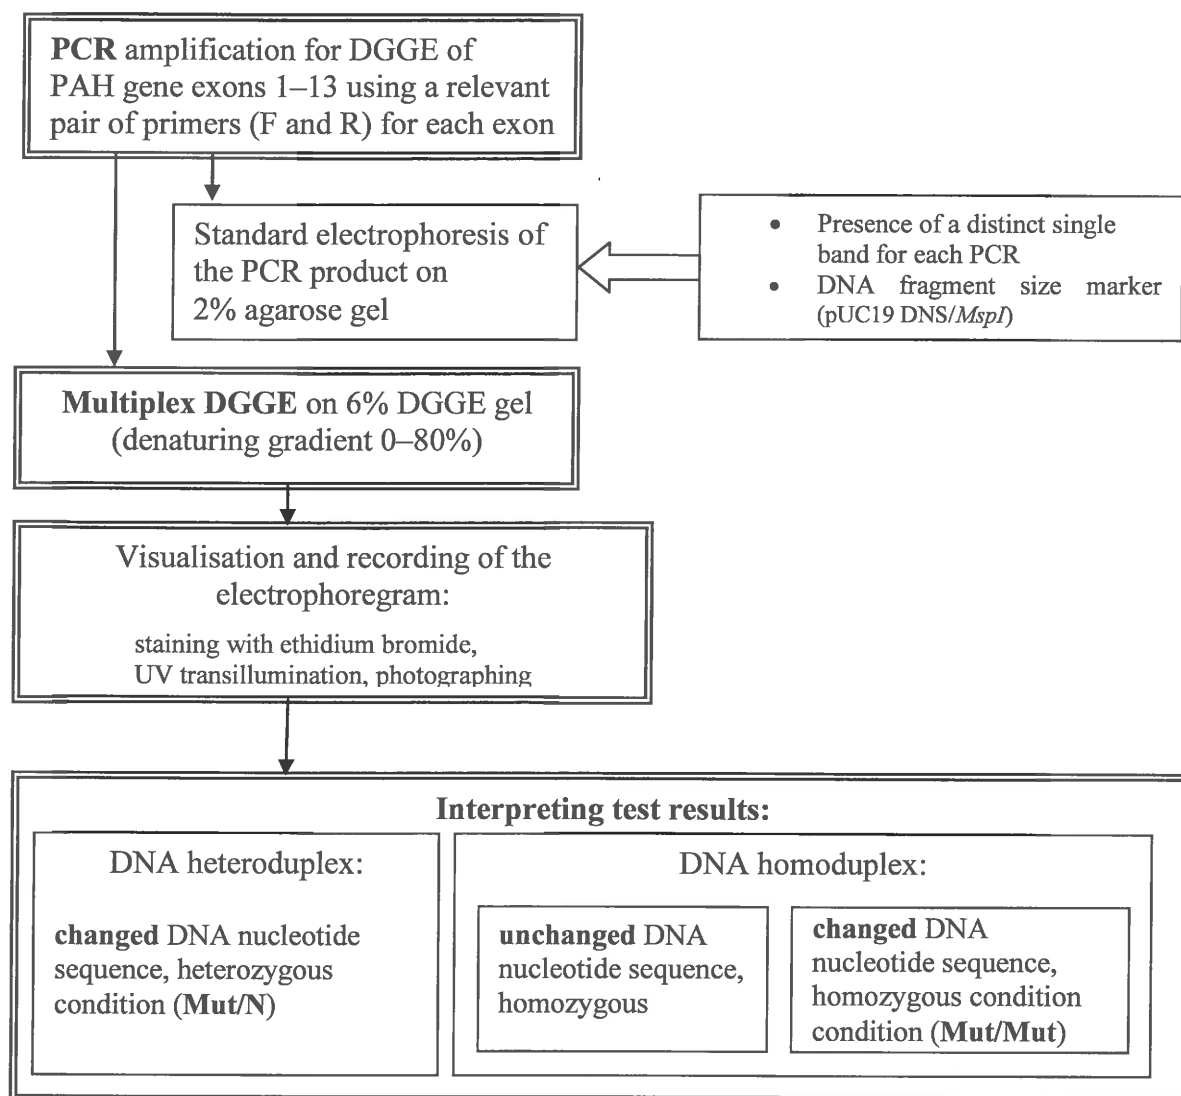 PCR amplification for DGGE of
PAH gene exons 1–13 using a relevant
pair of primers (F and R) for each exon
Standard electrophoresis of
the PCR product on
2% agarose gel
• Presence of a distinct single
band for each PCR
• DNA fragment size marker
(pUC19 DNS/MspI)
Multiplex DGGE on 6% DGGE gel
(denaturing gradient 0–80%)
Visualisation and recording of the
electrophoregram:
staining with ethidium bromide,
UV transillumination, photographing
Interpreting test results:
DNA heteroduplex:
changed DNA nucleotide
sequence, heterozygous
condition (Mut/N)
DNA homoduplex:
unchanged DNA
nucleotide sequence,
homozygous
changed DNA
nucleotide sequence,
homozygous condition
condition (Mut/Mut)